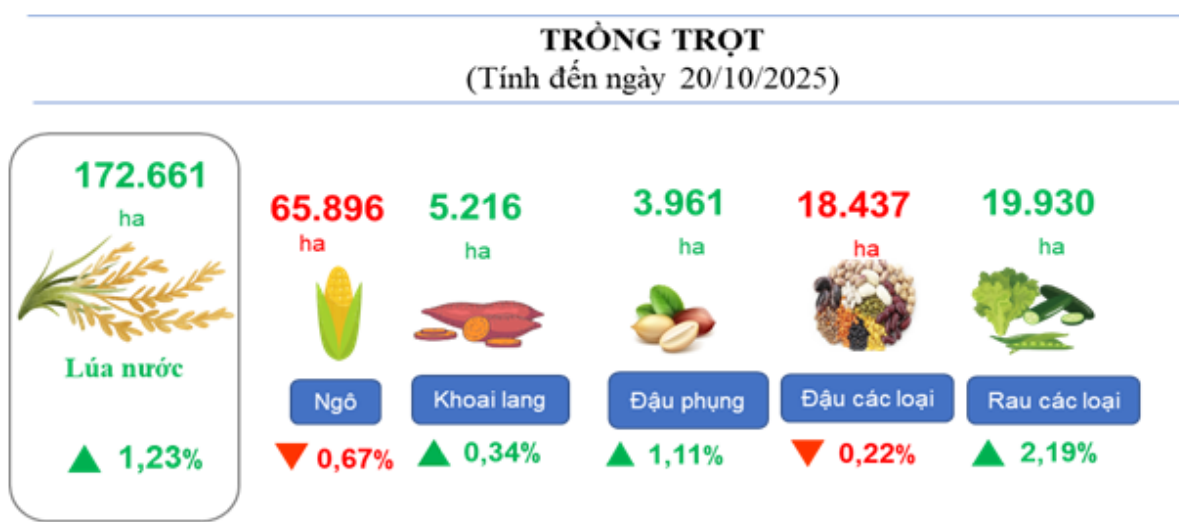 TRỒNG TRỌT
(Tính đến ngày 20/10/2025)
172.661
ha
Lúa nước
1,23%
65.896
ha
Ngô
0,67%
5.216
ha
Khoai lang
0,34%
3.961
ha
Đậu phụng
1,11%
18.437
ha
Đậu các loại
0,22%
19.930
ha
Rau các loại
2,19%